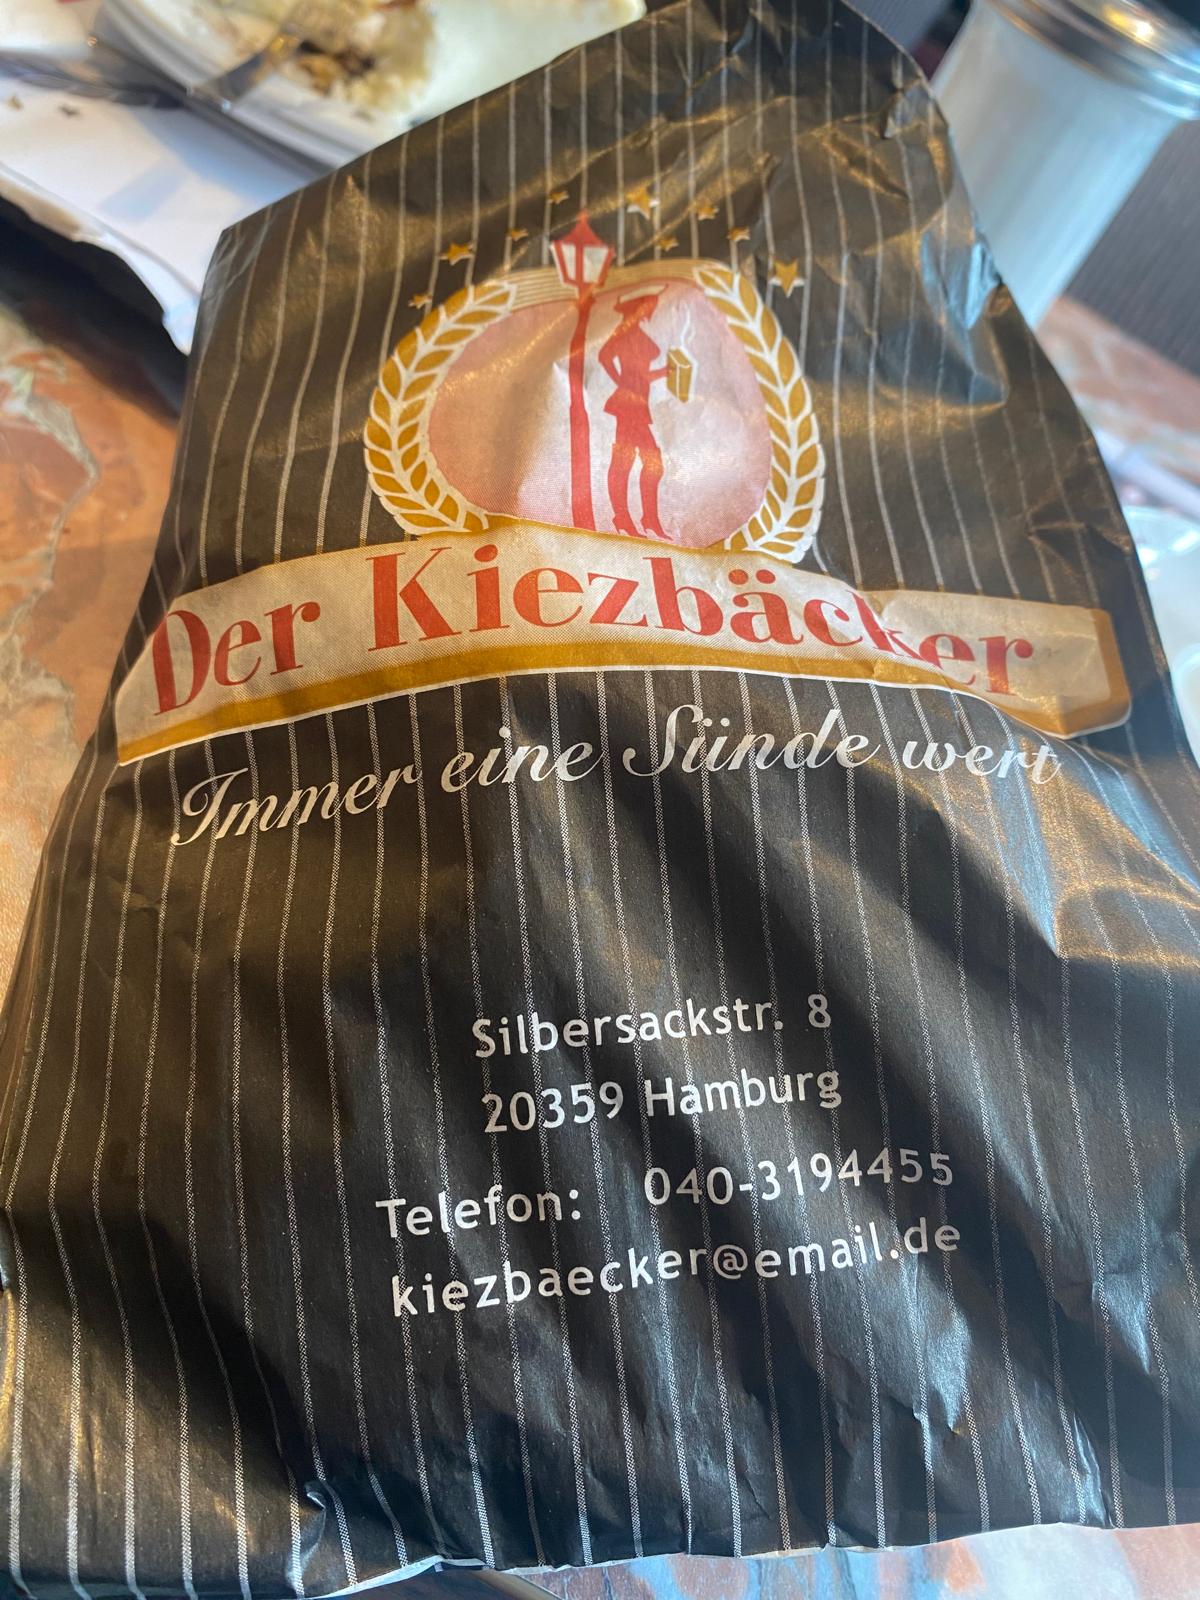 Der Kiezbäcker
Immer eine Sünde wert
Silbersackstr. 8
20359 Hamburg
Telefon: 040-3194455
kiezbaecker@email.de